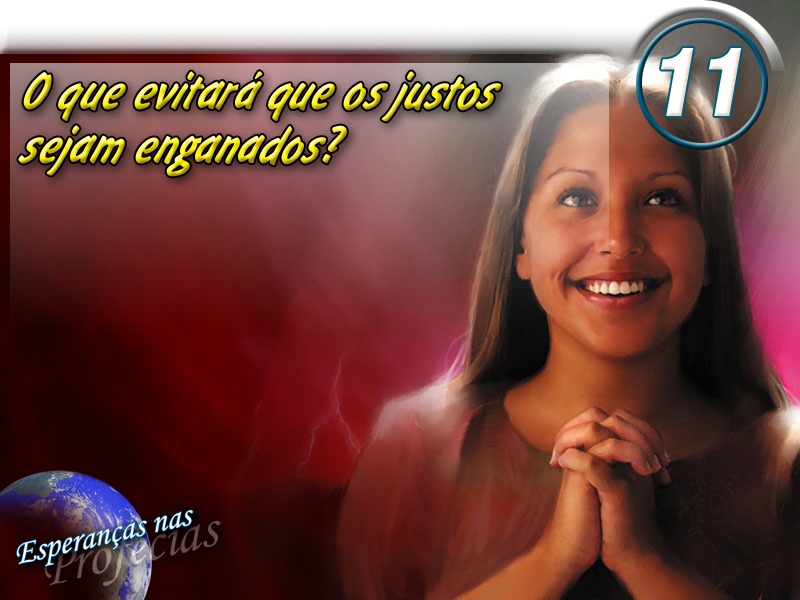 11
O que evitará que os justos
sejam enganados?
Esperanças nas
Profecias